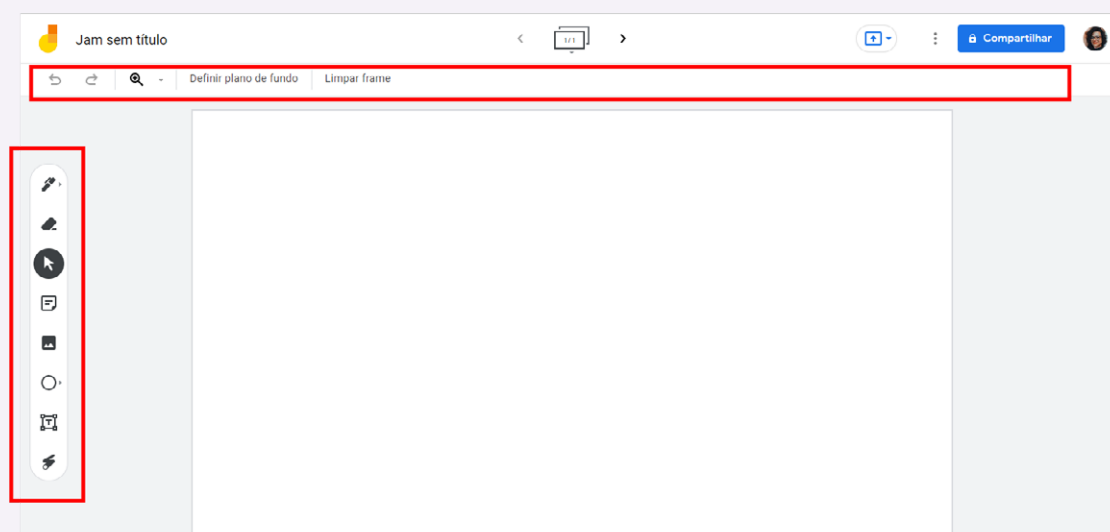 Jam sem título
1/1
Compartilhar
Definir plano de fundo
Limpar frame
T